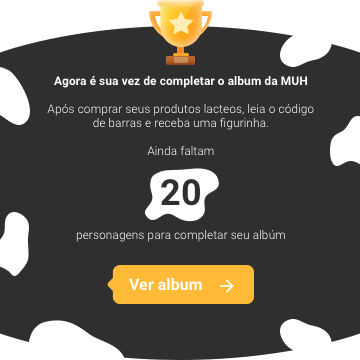 Agora é sua vez de completar o album da MUH
Após comprar seus produtos lacteos, leia o código
de barras e receba uma figurinha.
Ainda faltam
20
personagens para completar seu albúm
Ver album